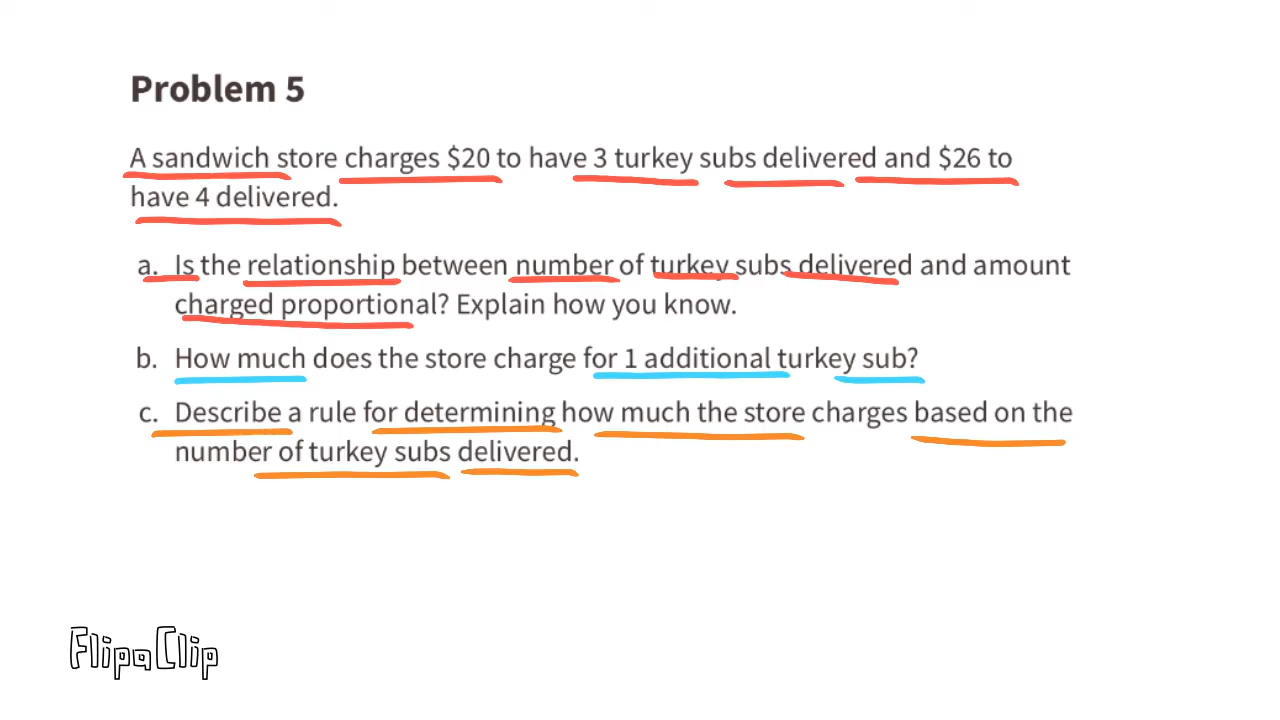 Problem 5
A sandwich store charges $20 to have 3 turkey subs delivered and $26 to
have 4 delivered.
a. Is the relationship between number of turkey subs delivered and amount
charged proportional? Explain how you know.
b. How much does the store charge for 1 additional turkey sub?
c. Describe a rule for determining how much the store charges based on the
number of turkey subs delivered.
FlipaClip